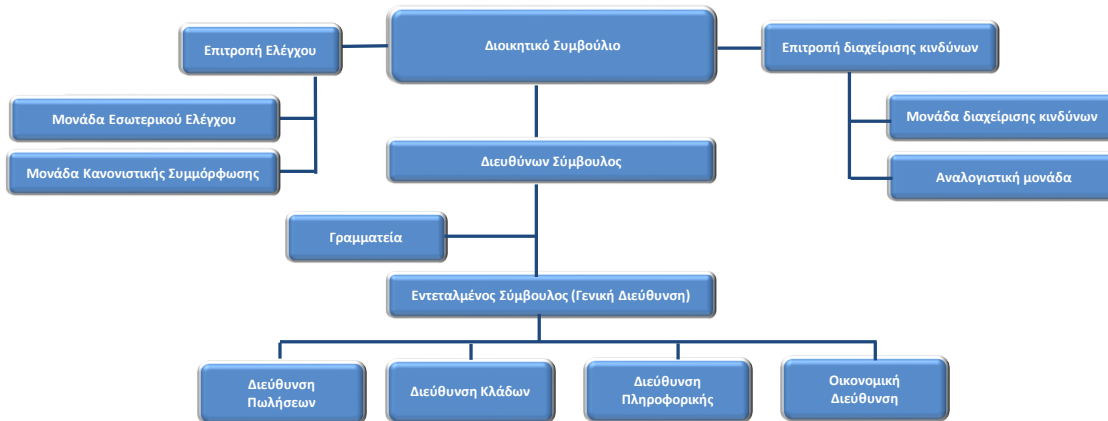 Διοικητικό Συμβούλιο
Επιτροπή Ελέγχου
Επιτροπή διαχείρισης κινδύνων
Μονάδα Εσωτερικού Ελέγχου
Μονάδα διαχείρισης κινδύνων
Μονάδα Κανονιστικής Συμμόρφωσης
Διευθύνων Σύμβουλος
Αναλογιστική μονάδα
Γραμματεία
Εντεταλμένος Σύμβουλος (Γενική Διεύθυνση)
Διεύθυνση
Πωλήσεων
Διεύθυνση Κλάδων
Διεύθυνση
Πληροφορικής
Οικονομική
Διεύθυνση